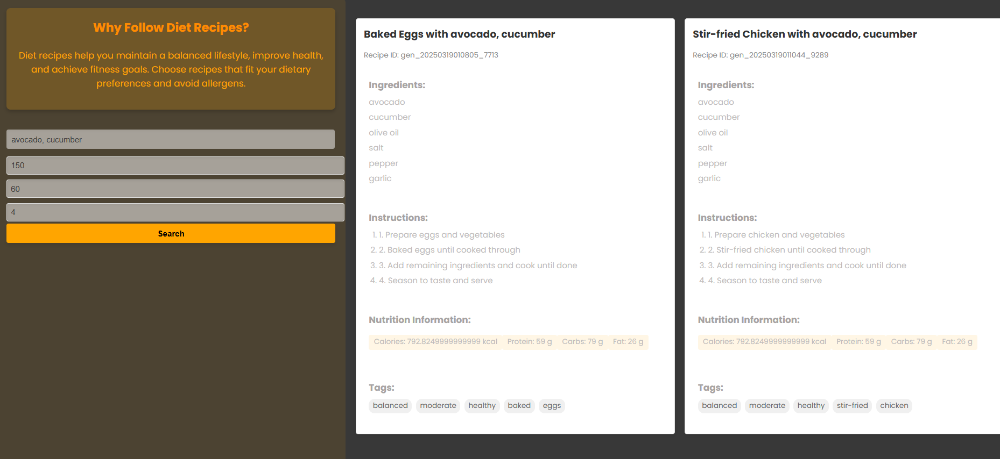 Why Follow Diet Recipes?
Diet recipes help you maintain a balanced lifestyle, improve health,
and achieve fitness goals. Choose recipes that fit your dietary
preferences and avoid allergens.
avocado, cucumber
150
60
4
Search
Baked Eggs with avocado, cucumber
Recipe ID: gen_20250319010805_7713
Ingredients:
avocado
cucumber
olive oil
salt
pepper
garlic
Instructions:
1. 1. Prepare eggs and vegetables
2. 2. Baked eggs until cooked through
3. 3. Add remaining ingredients and cook until done
4. 4. Season to taste and serve
Nutrition Information:
Calories: 792.8249999999999 kcal Protein: 59 g Carbs: 79 g Fat: 26 g
Tags:
balanced moderate healthy baked eggs
Stir-fried Chicken with avocado, cucumber
Recipe ID: gen_20250319011044_9289
Ingredients:
avocado
cucumber
olive oil
salt
pepper
garlic
Instructions:
1. 1. Prepare chicken and vegetables
2. 2. Stir-fried chicken until cooked through
3. 3. Add remaining ingredients and cook until done
4. 4. Season to taste and serve
Nutrition Information:
Calories: 792.8249999999999 kcal Protein: 59 g Carbs: 79 g Fat: 26 g
Tags:
balanced moderate healthy stir-fried chicken